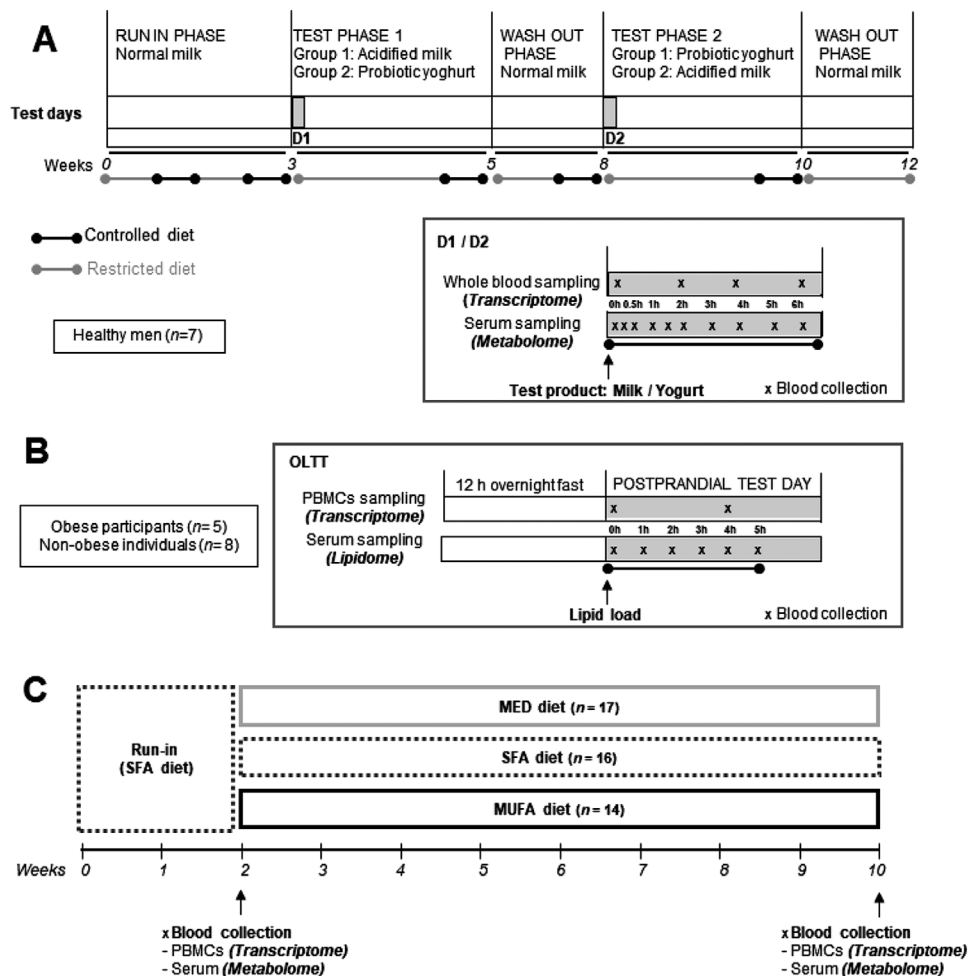 A
RUN IN PHASE
Normal milk
TEST PHASE 1
Group 1: Acidified milk
Group 2: Probiotic yoghurt
WASH OUT
PHASE
Normal milk
TEST PHASE 2
Group 1: Probiotic yoghurt
Group 2: Acidified milk
WASH OUT
PHASE
Normal milk
Test days
D1
D2
Weeks 0 3 5 8 10 12
Controlled diet
Restricted diet
Healthy men (n=7)
D1 / D2
Whole blood sampling
(Transcriptome)
x x x x
0h 0.5h 1h 2h 3h 4h 5h 6h
Serum sampling
(Metabolome)
x x x x x x x x x x
Test product: Milk / Yogurt
x Blood collection
B
Obese participants (n= 5)
Non-obese individuals (n= 8)
OLTT
12 h overnight fast
POSTPRANDIAL TEST DAY
PBMCs sampling
(Transcriptome)
x x
0h 1h 2h 3h 4h 5h
Serum sampling
(Lipidome)
x x x x x x
Lipid load
x Blood collection
C
Run-in
(SFA diet)
MED diet (n = 17)
SFA diet (n = 16)
MUFA diet (n = 14)
Weeks 0 1 2 3 4 5 6 7 8 9 10
x Blood collection
- PBMCs (Transcriptome)
- Serum (Metabolome)
x Blood collection
- PBMCs (Transcriptome)
- Serum (Metabolome)